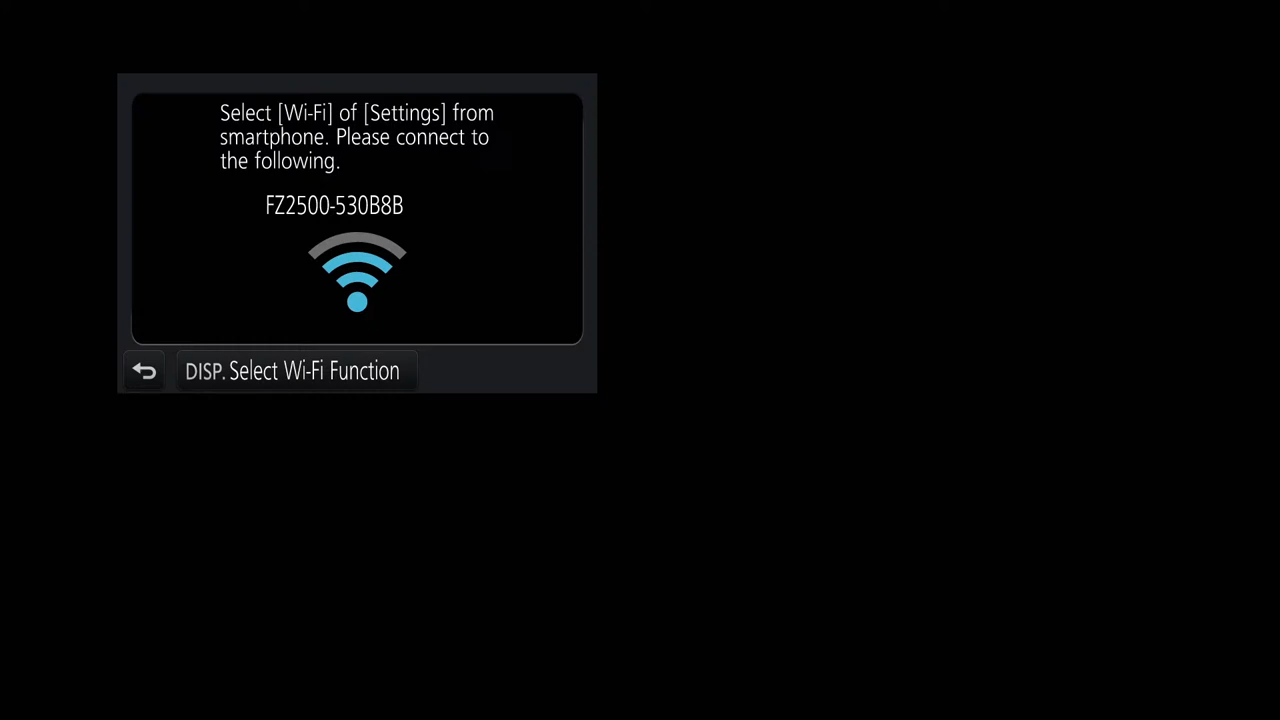 Select [Wi-Fi] of [Settings] from
smartphone. Please connect to
the following.
FZ2500-530B8B
DISP. Select Wi-Fi Function